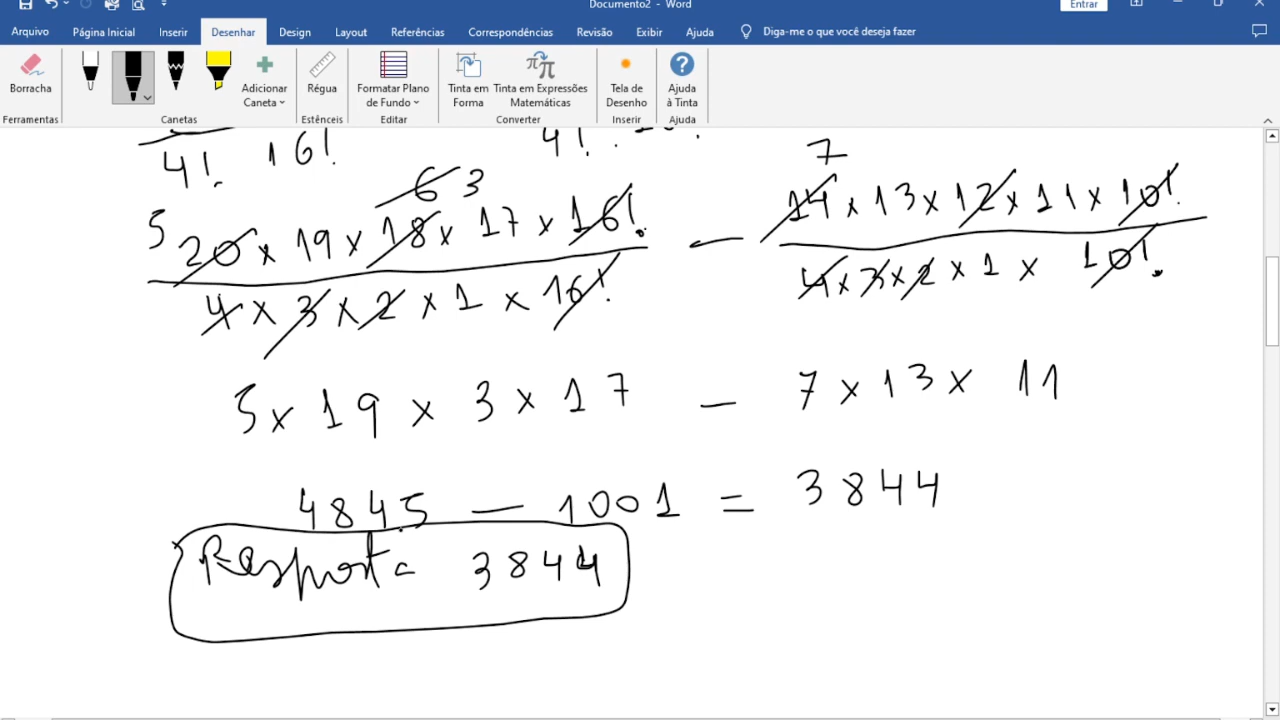 Documento2 - Word
Entrar
Arquivo Página Inicial Inserir Desenhar Design Layout Referências Correspondências Revisão Exibir Ajuda Diga-me o que você deseja fazer
Borracha Adicionar Caneta Régua Formatar Plano de Fundo Tinta em Forma Tinta em Expressões Matemáticas Tela de Desenho Ajuda à Tinta
Ferramentas Canetas Estênceis Editar Converter Inserir Ajuda
4! 16! 4!
6 3 7
5 20 x 19 x 18 x 17 x 16! — 14 x 13 x 12 x 11 x 10!
4 x 3 x 2 x 1 x 16! 4 x 3 x 2 x 1 x 10!
5 x 19 x 3 x 17 — 7 x 13 x 11
4845 — 1001 = 3844
Resposta 3844